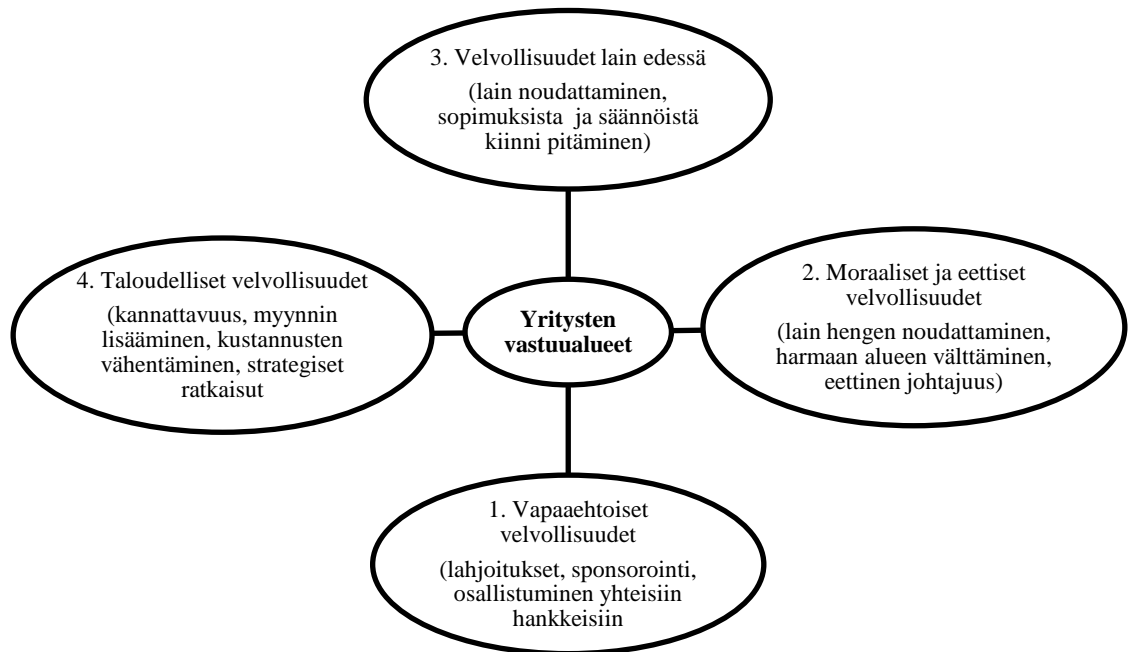 3. Velvollisuudet lain edessä
(lain noudattaminen,
sopimuksista ja säännöistä
kiinni pitäminen)
4. Taloudelliset velvollisuudet
(kannattavuus, myynnin
lisääminen, kustannusten
vähentäminen, strategiset
ratkaisut
Yritysten
vastuualueet
2. Moraaliset ja eettiset
velvollisuudet
(lain hengen noudattaminen,
harmaan alueen välttäminen,
eettinen johtajuus)
1. Vapaaehtoiset
velvollisuudet
(lahjoitukset, sponsorointi,
osallistuminen yhteisiin
hankkeisiin